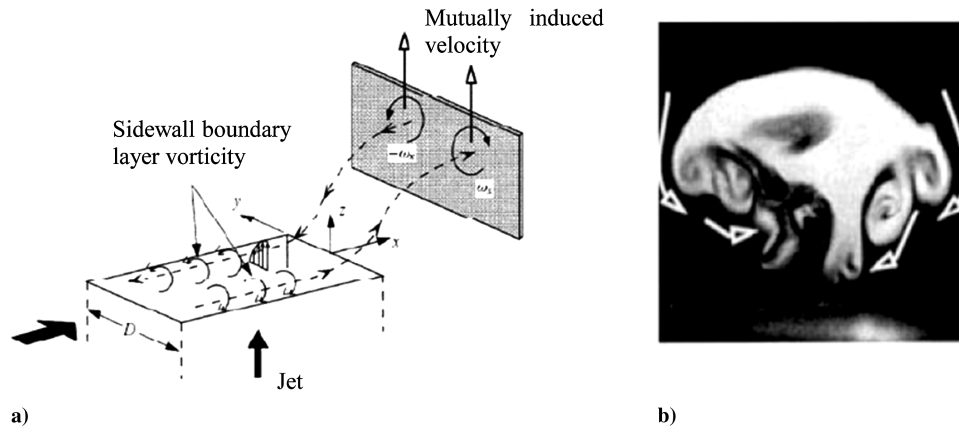 Mutually induced
velocity
Sidewall boundary
layer vorticity
−ωx
ωx
y
z
x
D
Jet
a)
b)